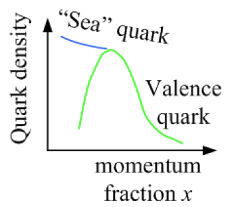 “Sea” quark
Quark density
Valence
quark
momentum
fraction x